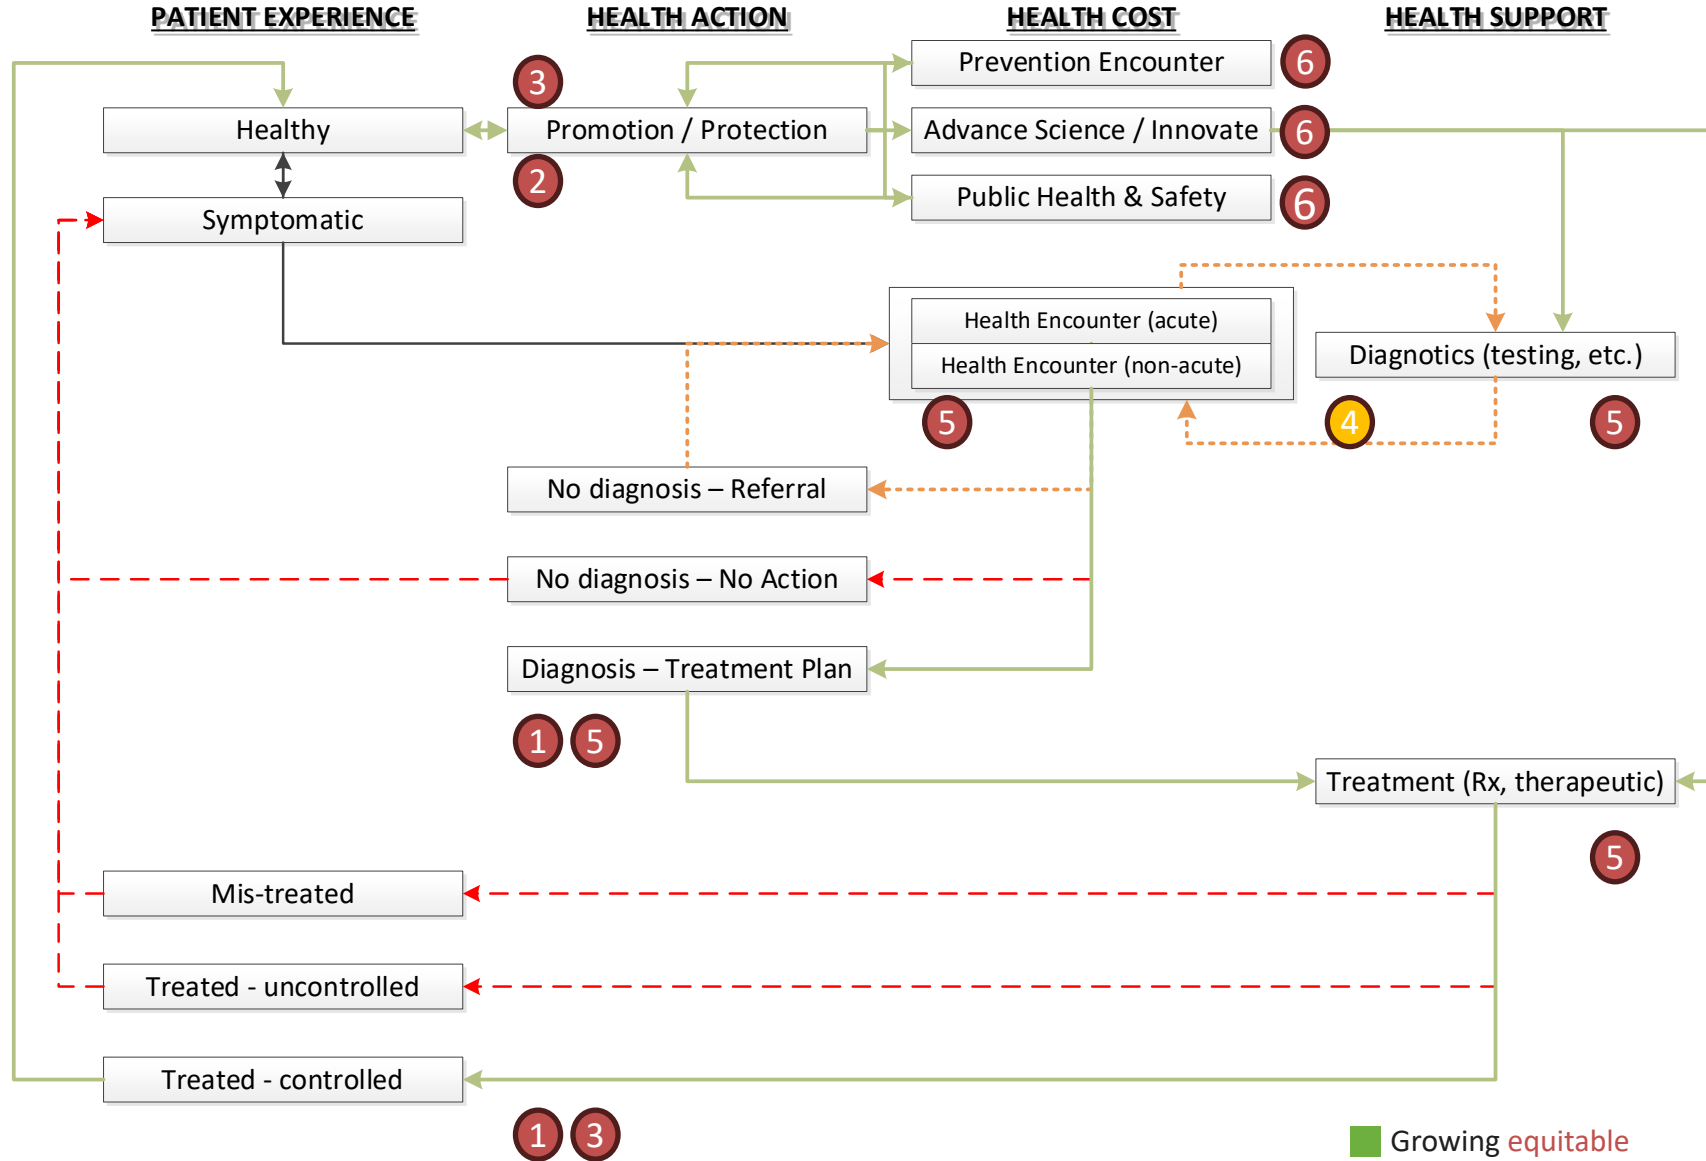 PATIENT EXPERIENCE
HEALTH ACTION
HEALTH COST
HEALTH SUPPORT
Prevention Encounter
6
3
Healthy
Promotion / Protection
Advance Science / Innovate
6
2
Symptomatic
Public Health & Safety
6
Health Encounter (acute)
Health Encounter (non-acute)
Diagnotics (testing, etc.)
5
4
5
No diagnosis – Referral
No diagnosis – No Action
Diagnosis – Treatment Plan
1
5
Treatment (Rx, therapeutic)
5
Mis-treated
Treated - uncontrolled
Treated - controlled
1
3
Growing equitable